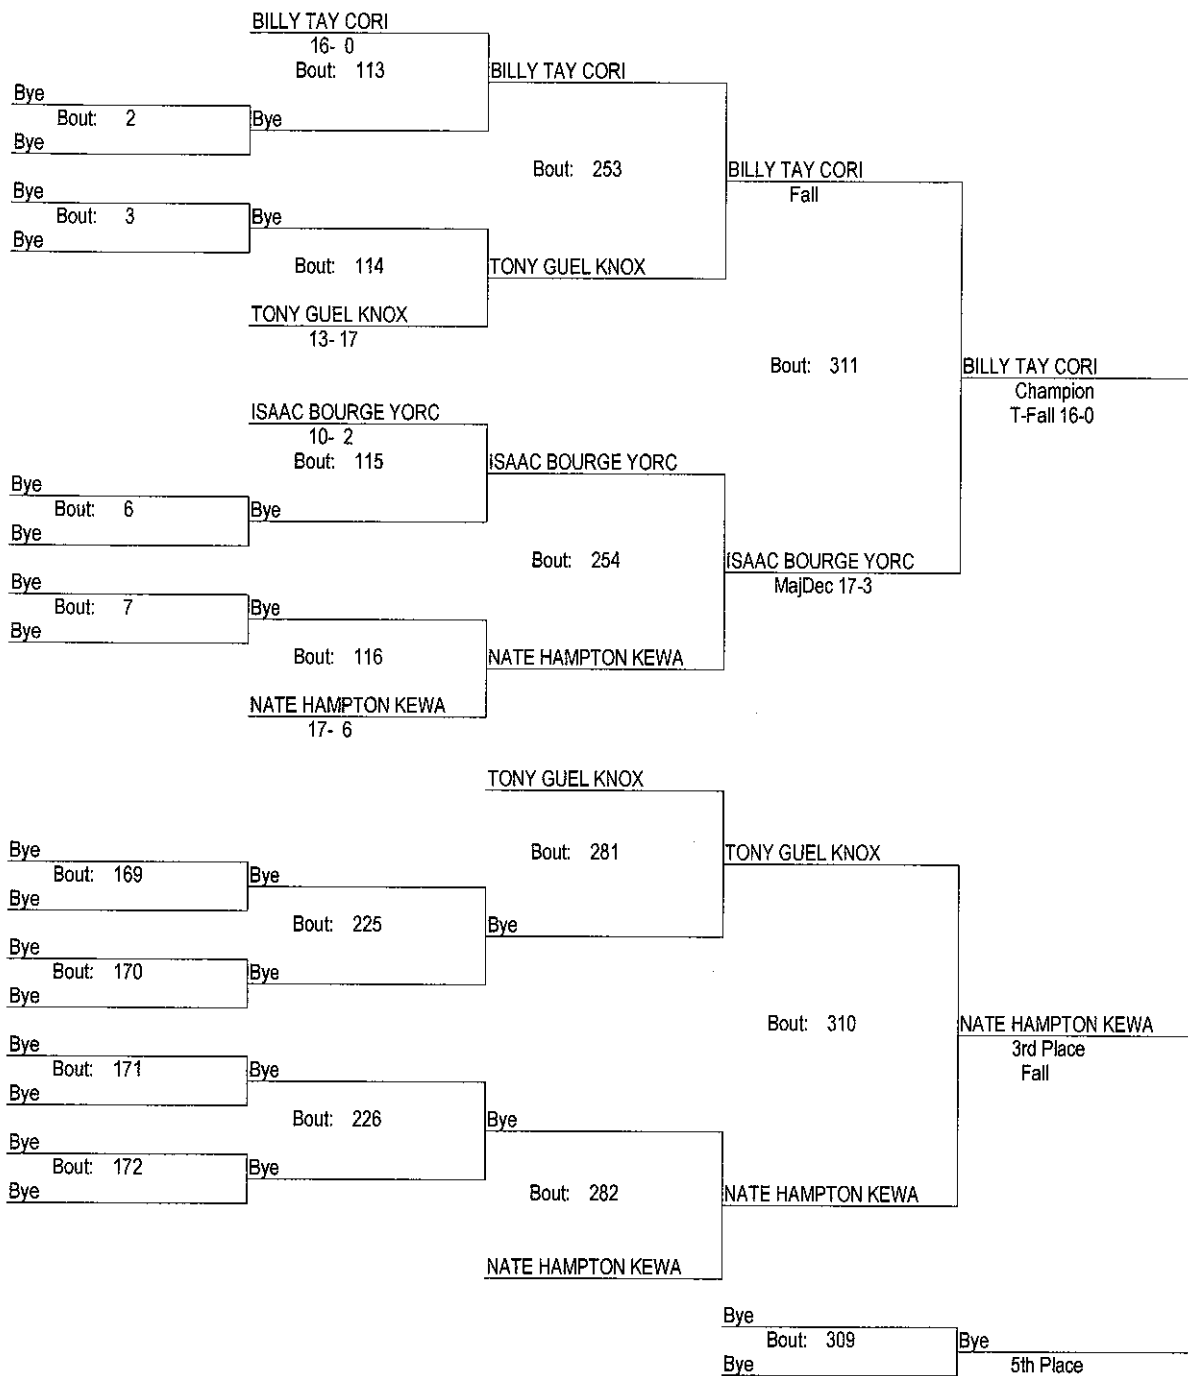 BILLY TAY CORI
16- 0
Bout: 113
BILLY TAY CORI
Bye
Bout: 2
Bye
Bye
Bout: 253
BILLY TAY CORI
Fall
Bye
Bout: 3
Bye
Bye
Bout: 114
TONY GUEL KNOX
TONY GUEL KNOX
13- 17
Bout: 311
BILLY TAY CORI
Champion
T-Fall 16-0
ISAAC BOURGE YORC
10- 2
Bout: 115
ISAAC BOURGE YORC
Bye
Bout: 6
Bye
Bye
Bout: 254
ISAAC BOURGE YORC
MajDec 17-3
Bye
Bout: 7
Bye
Bye
Bout: 116
NATE HAMPTON KEWA
NATE HAMPTON KEWA
17- 6
TONY GUEL KNOX
Bout: 281
TONY GUEL KNOX
Bye
Bout: 169
Bye
Bye
Bout: 225
Bye
Bye
Bout: 170
Bye
Bye
Bout: 310
NATE HAMPTON KEWA
3rd Place
Fall
Bye
Bout: 171
Bye
Bye
Bout: 226
Bye
Bye
Bout: 172
Bye
Bye
Bout: 282
NATE HAMPTON KEWA
NATE HAMPTON KEWA
Bye
Bout: 309
Bye
Bye
5th Place